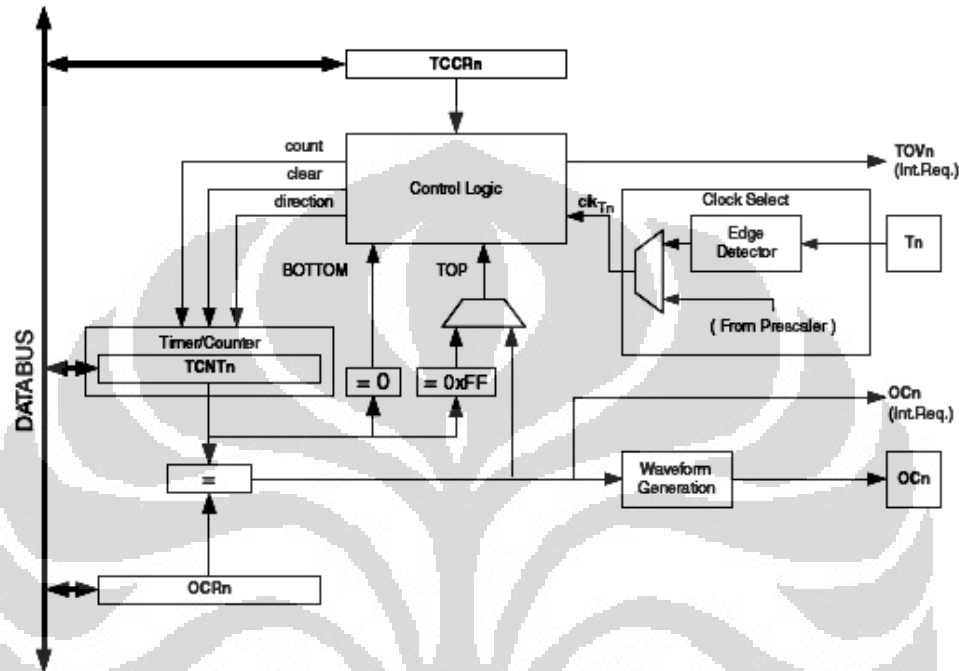 TCCRn
count
clear
direction
Control Logic
TOVn
(Int.Req.)
clkTn
Clock Select
Edge
Detector
Tn
( From Prescaler )
BOTTOM
TOP
Timer/Counter
TCNTn
= 0
= 0xFF
OCn
(Int.Req.)
=
Waveform
Generation
OCn
OCRn
DATABUS